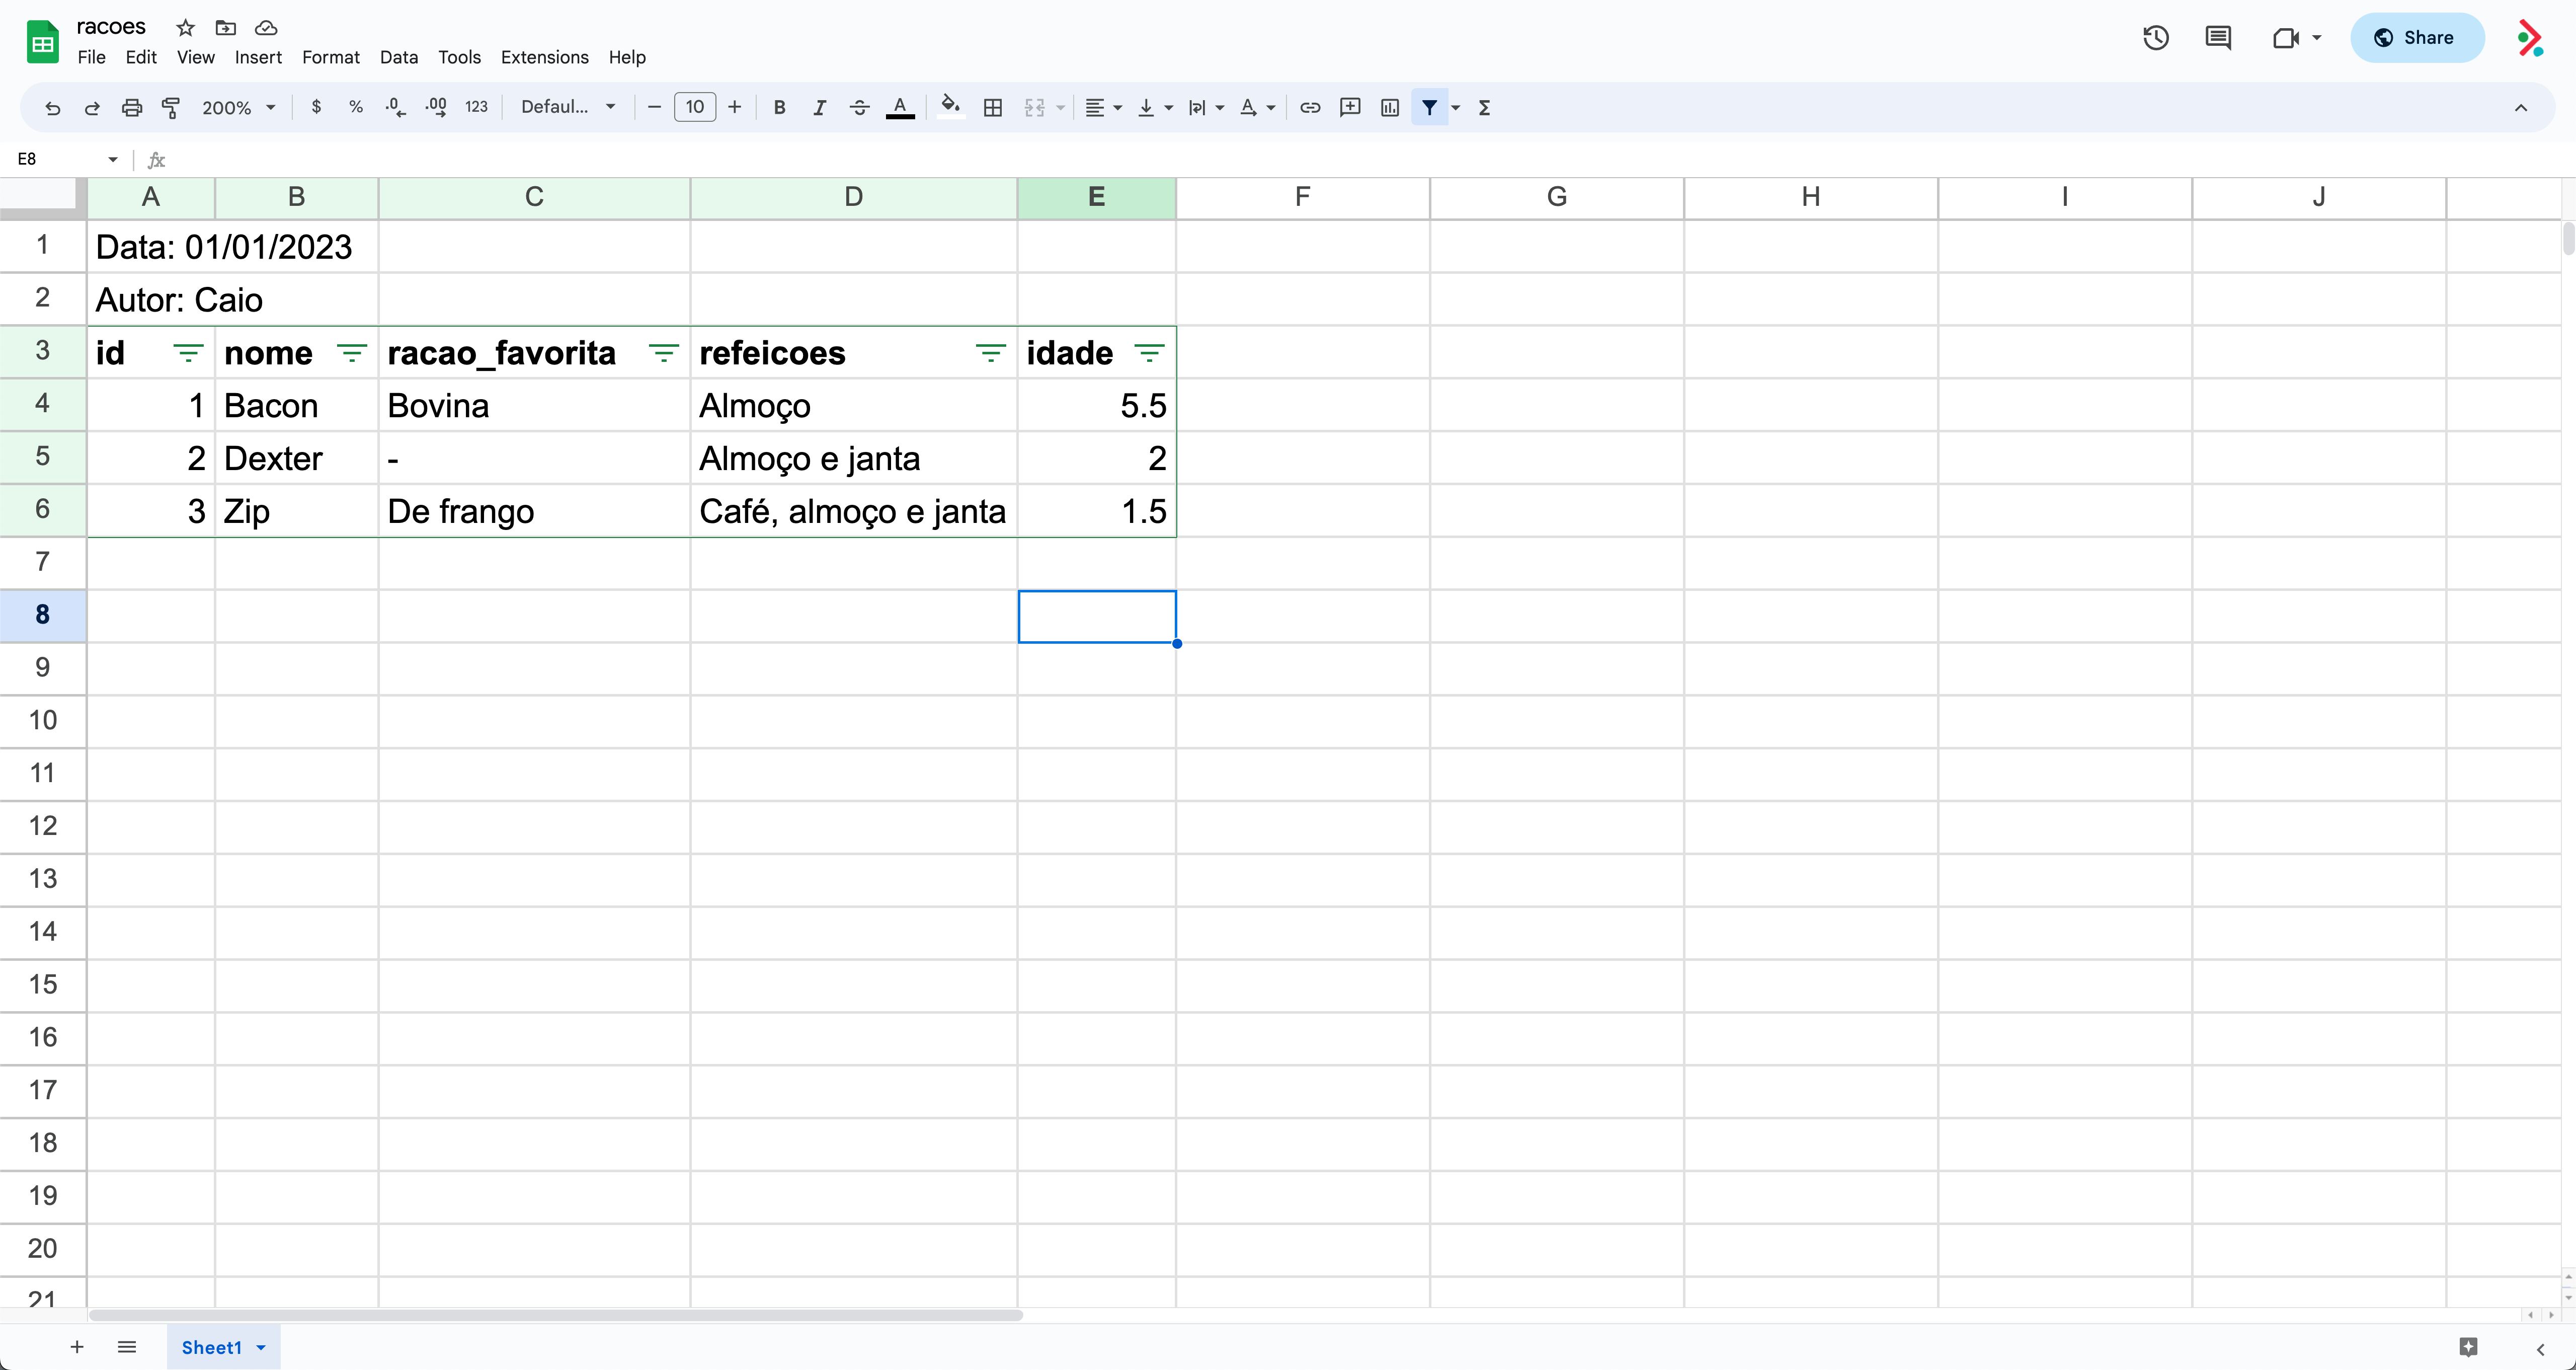 racoes
File Edit View Insert Format Data Tools Extensions Help
Share
200% $ % .0 .00 123 Defaul... 10 B I A A Σ
E8 fx
A B C D E F G H I J
1 Data: 01/01/2023
2 Autor: Caio
3 id nome racao_favorita refeicoes idade
4 1 Bacon Bovina Almoço 5.5
5 2 Dexter - Almoço e janta 2
6 3 Zip De frango Café, almoço e janta 1.5
7
8
9
10
11
12
13
14
15
16
17
18
19
20
21
Sheet1